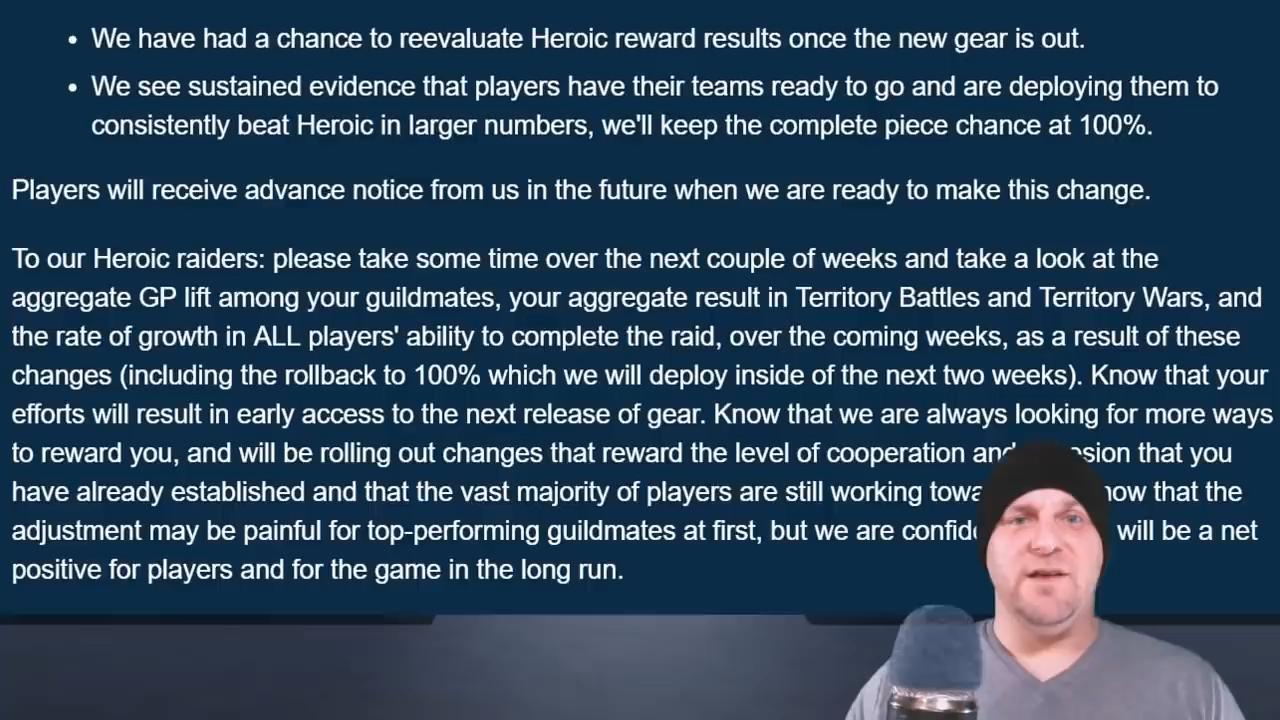 • We have had a chance to reevaluate Heroic reward results once the new gear is out.
• We see sustained evidence that players have their teams ready to go and are deploying them to
consistently beat Heroic in larger numbers, we'll keep the complete piece chance at 100%.
Players will receive advance notice from us in the future when we are ready to make this change.
To our Heroic raiders: please take some time over the next couple of weeks and take a look at the
aggregate GP lift among your guildmates, your aggregate result in Territory Battles and Territory Wars, and
the rate of growth in ALL players' ability to complete the raid, over the coming weeks, as a result of these
changes (including the rollback to 100% which we will deploy inside of the next two weeks). Know that your
efforts will result in early access to the next release of gear. Know that we are always looking for more ways
to reward you, and will be rolling out changes that reward the level of cooperation and that you
have already established and that the vast majority of players are still working that the
adjustment may be painful for top-performing guildmates at first, but we are will be a net
positive for players and for the game in the long run.